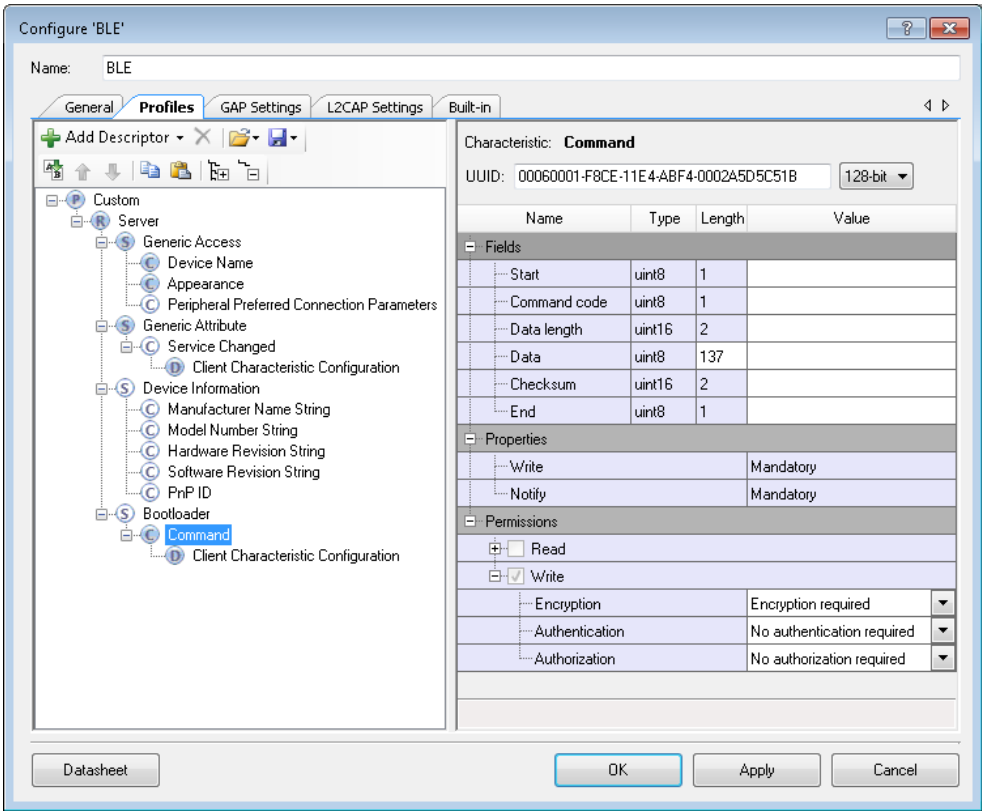 Configure 'BLE'
Name: BLE
General Profiles GAP Settings L2CAP Settings Built-in
Add Descriptor
Custom
Server
Generic Access
Device Name
Appearance
Peripheral Preferred Connection Parameters
Generic Attribute
Service Changed
Client Characteristic Configuration
Device Information
Manufacturer Name String
Model Number String
Hardware Revision String
Software Revision String
PnP ID
Bootloader
Command
Client Characteristic Configuration
Characteristic: Command
UUID: 00060001-F8CE-11E4-ABF4-0002A5D5C51B 128-bit
Name Type Length Value
Fields
Start uint8 1
Command code uint8 1
Data length uint16 2
Data uint8 137
Checksum uint16 2
End uint8 1
Properties
Write Mandatory
Notify Mandatory
Permissions
Read
Write
Encryption Encryption required
Authentication No authentication required
Authorization No authorization required
Datasheet OK Apply Cancel